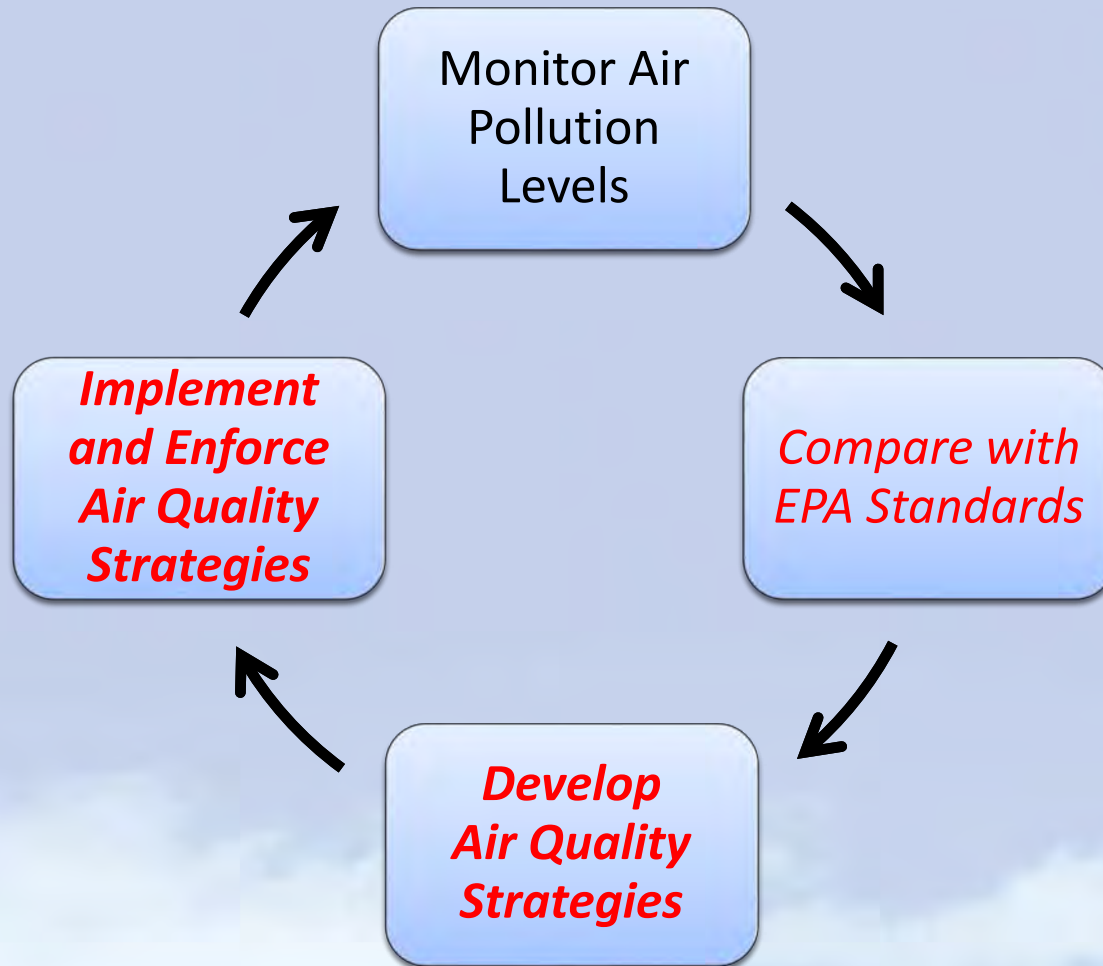 Monitor Air
Pollution
Levels
Compare with
EPA Standards
Develop
Air Quality
Strategies
Implement
and Enforce
Air Quality
Strategies